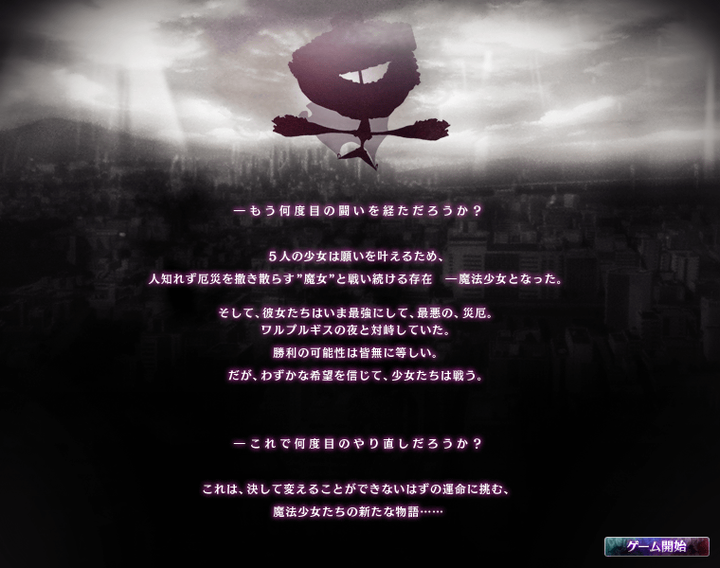 ―もう何度目の闘いを経ただろうか?
5人の少女は願いを叶えるため、
人知れず厄災を撒き散らす"魔女"と戦い続ける存在　―魔法少女となった。
そして、彼女たちはいま最強にして、最悪の、災厄。
ワルプルギスの夜と対峙していた。
勝利の可能性は皆無に等しい。
だが、わずかな希望を信じて、少女たちは戦う。
―これで何度目のやり直しだろうか?
これは、決して変えることができないはずの運命に挑む、
魔法少女たちの新たな物語……
ゲーム開始